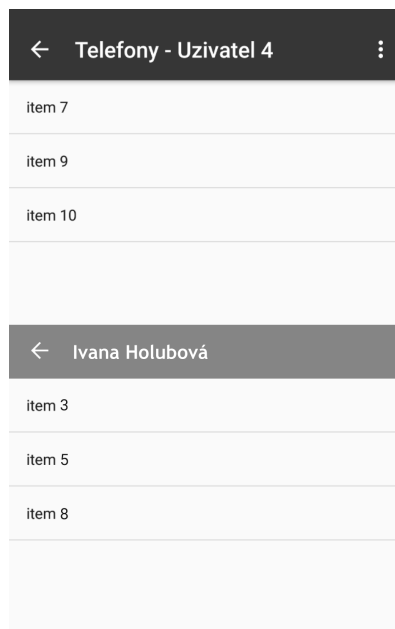 Telefony - Uzivatel 4
item 7
item 9
item 10
Ivana Holubová
item 3
item 5
item 8